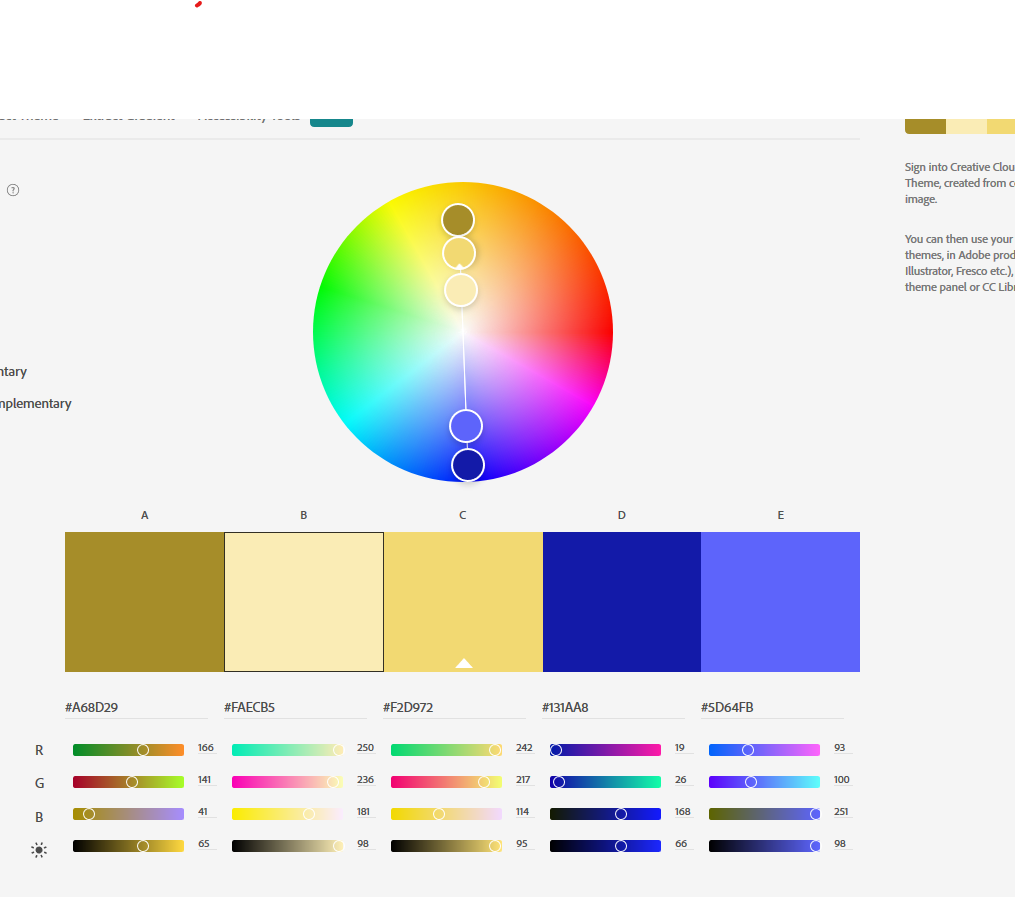 Sign into Creative Clou
Theme, created from c
image.
You can then use your
themes, in Adobe prod
Illustrator, Fresco etc.),
theme panel or CC Libr
?
ntary
mplementary
A B C D E
#A68D29 #FAECB5 #F2D972 #131AA8 #5D64FB
R 166 250 242 19 93
G 141 236 217 26 100
B 41 181 114 168 251
65 98 95 66 98